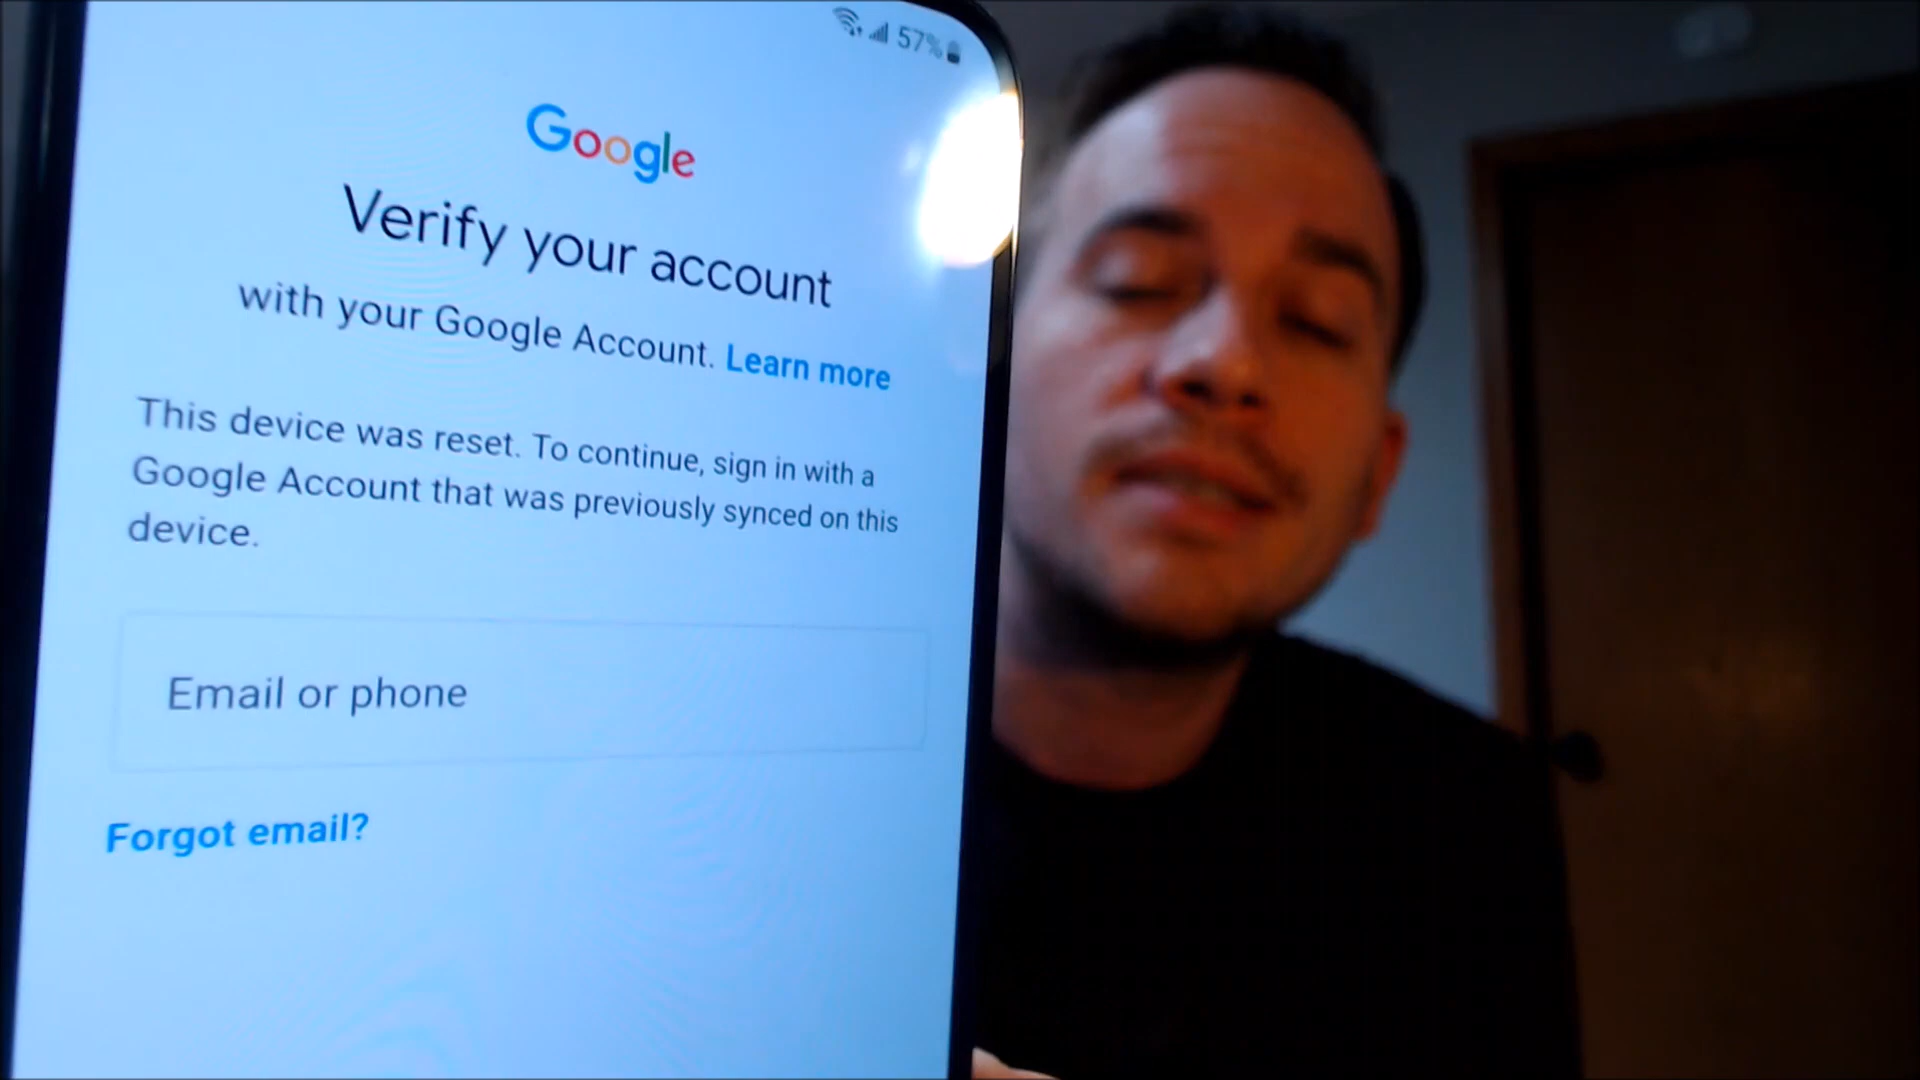 57%
Google
Verify your account
with your Google Account. Learn more
This device was reset. To continue, sign in with a
Google Account that was previously synced on this
device.
Email or phone
Forgot email?